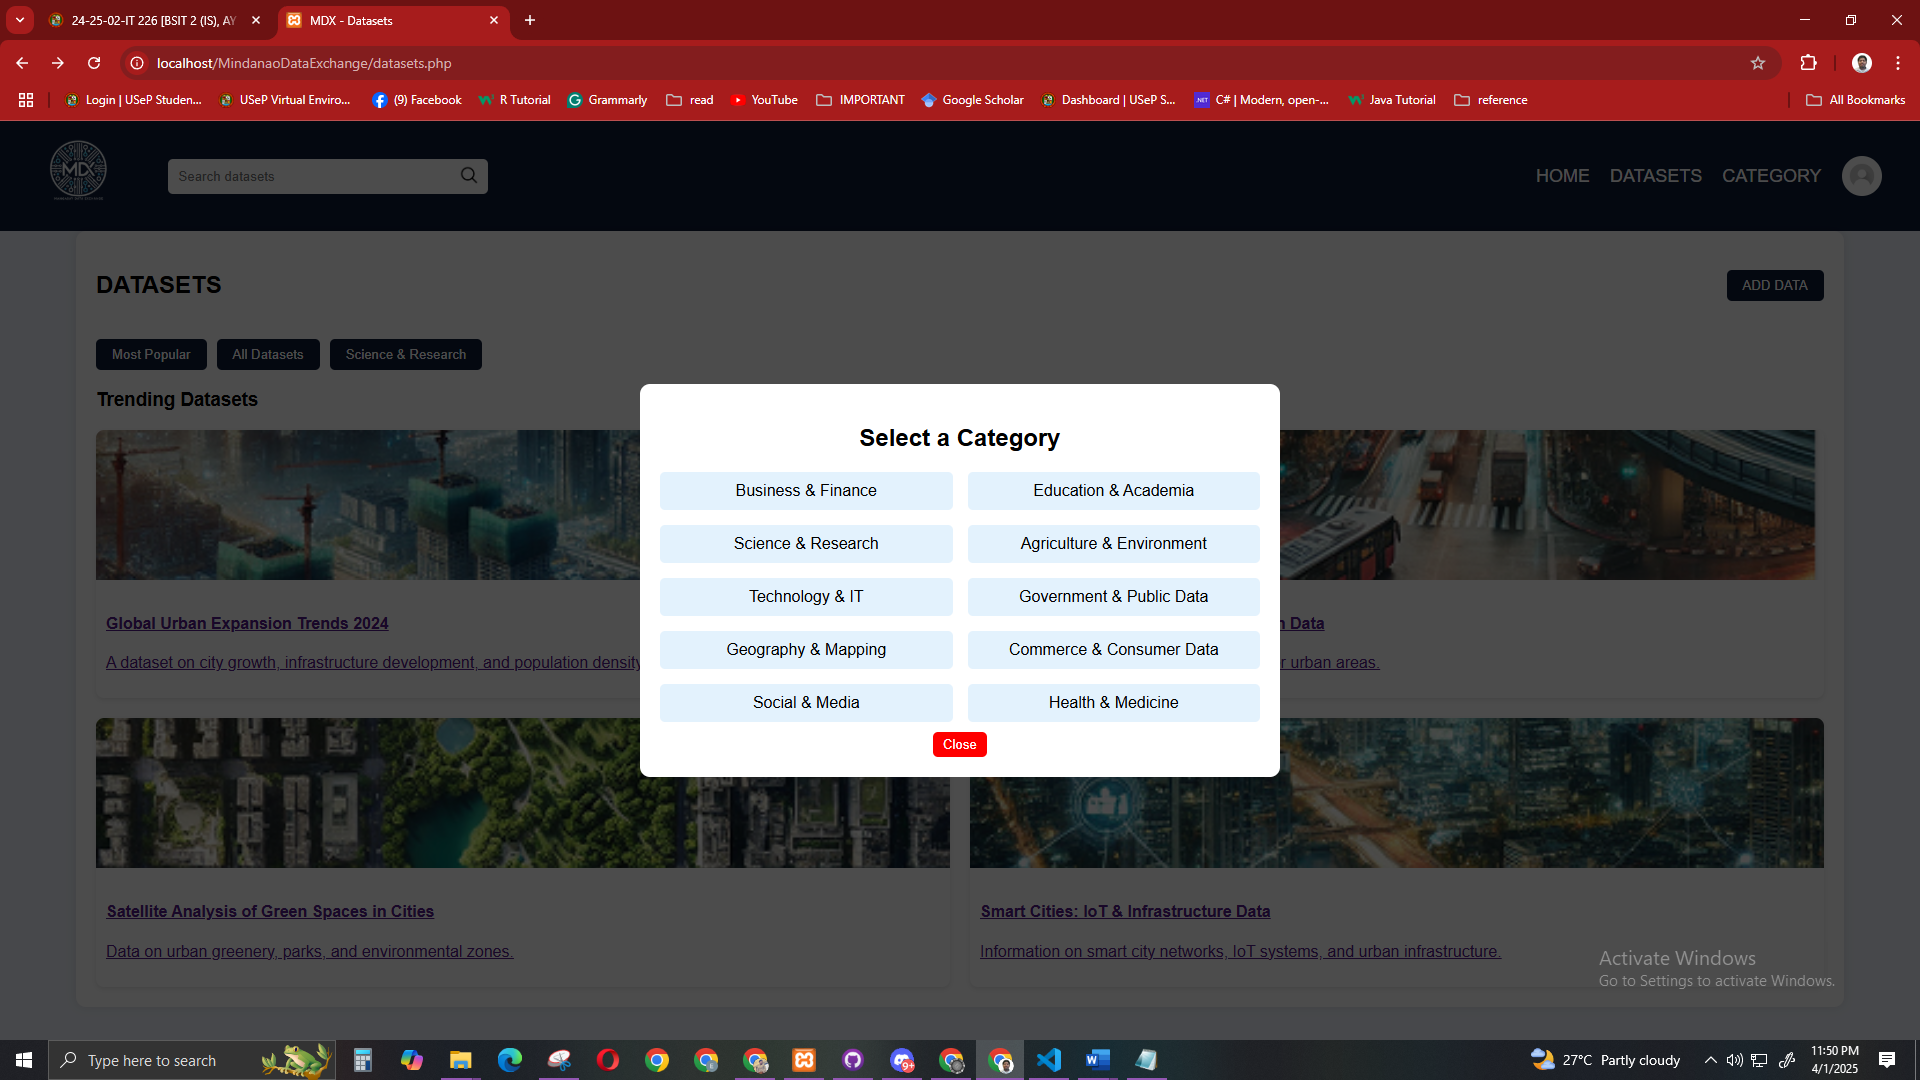 24-25-02-IT 226 [BSIT 2 (IS), AY
MDX - Datasets
localhost/MindanaoDataExchange/datasets.php
Login | USeP Studen...
USeP Virtual Enviro...
(9) Facebook
R Tutorial
Grammarly
read
YouTube
IMPORTANT
Google Scholar
Dashboard | USeP S...
C# | Modern, open-...
Java Tutorial
reference
All Bookmarks
MDX
Search datasets
HOME
DATASETS
CATEGORY
DATASETS
ADD DATA
Most Popular
All Datasets
Science & Research
Trending Datasets
Select a Category
Business & Finance
Education & Academia
Science & Research
Agriculture & Environment
Technology & IT
Government & Public Data
Geography & Mapping
Commerce & Consumer Data
Social & Media
Health & Medicine
Close
Global Urban Expansion Trends 2024
A dataset on city growth, infrastructure development, and population density
Data
r urban areas.
Satellite Analysis of Green Spaces in Cities
Data on urban greenery, parks, and environmental zones.
Smart Cities: IoT & Infrastructure Data
Information on smart city networks, IoT systems, and urban infrastructure.
Activate Windows
Go to Settings to activate Windows.
Type here to search
27°C Partly cloudy
11:50 PM
4/1/2025